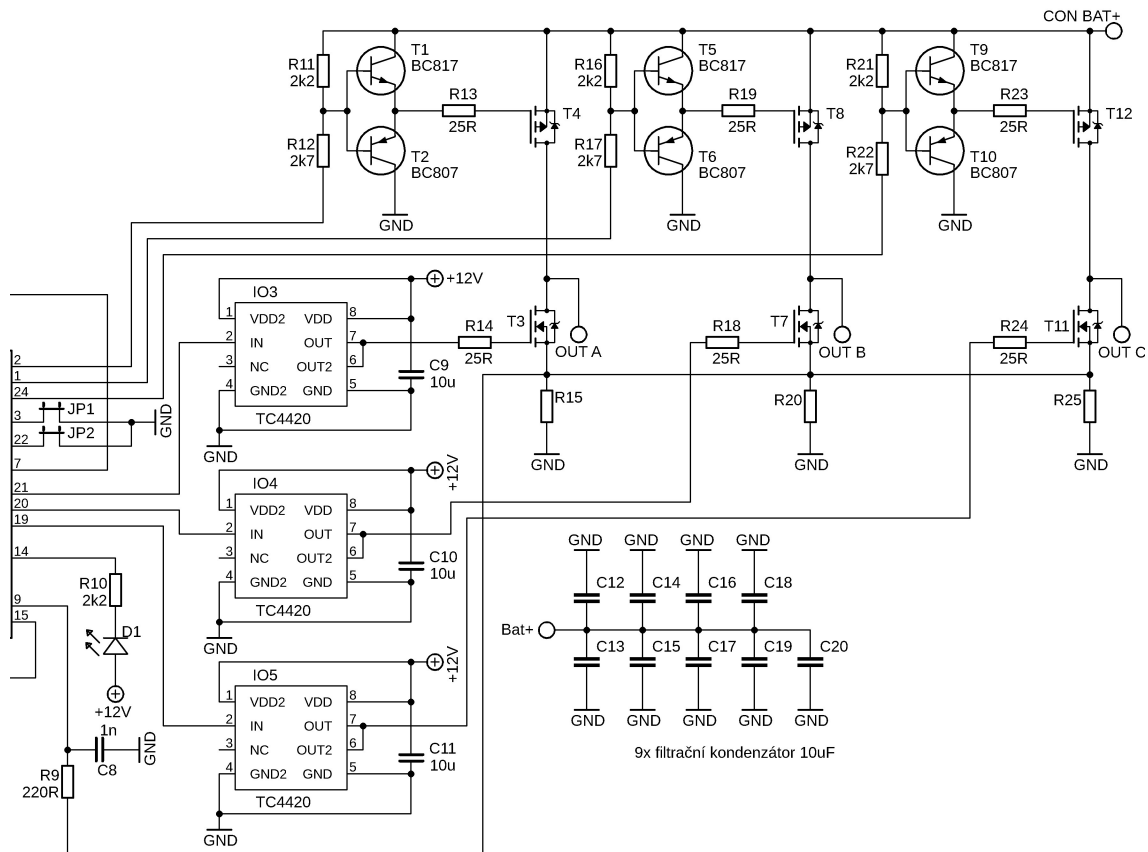 CON BAT+
R11
2k2
T1
BC817
R13
25R
T4
R12
2k7
T2
BC807
GND
R16
2k2
T5
BC817
R19
25R
T8
R17
2k7
T6
BC807
GND
R21
2k2
T9
BC817
R23
25R
T12
R22
2k7
T10
BC807
GND
+12V
IO3
1 VDD2 VDD 8
2 IN OUT 7
3 NC OUT2 6
4 GND2 GND 5
TC4420
C9
10u
GND
R14
25R
T3
OUT A
R15
GND
R18
25R
T7
OUT B
R20
GND
R24
25R
T11
OUT C
R25
GND
2
1
24
3
JP1
GND
22
JP2
7
21
20
19
14
9
15
+12V
IO4
1 VDD2 VDD 8
2 IN OUT 7
3 NC OUT2 6
4 GND2 GND 5
TC4420
C10
10u
GND
R10
2k2
D1
+12V
1n
C8
GND
R9
220R
+12V
IO5
1 VDD2 VDD 8
2 IN OUT 7
3 NC OUT2 6
4 GND2 GND 5
TC4420
C11
10u
GND
GND GND GND GND
C12 C14 C16 C18
Bat+
C13 C15 C17 C19 C20
GND GND GND GND GND
9x filtrační kondenzátor 10uF